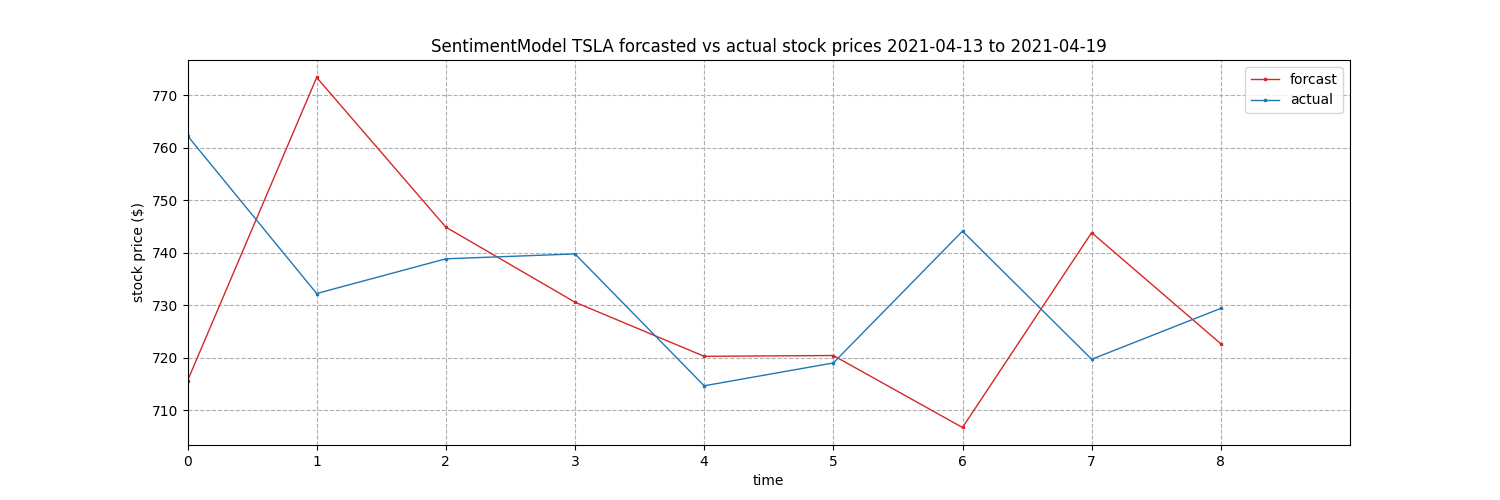 SentimentModel TSLA forcasted vs actual stock prices 2021-04-13 to 2021-04-19
forcast
actual
770
760
750
740
730
720
710
stock price ($)
0 1 2 3 4 5 6 7 8
time